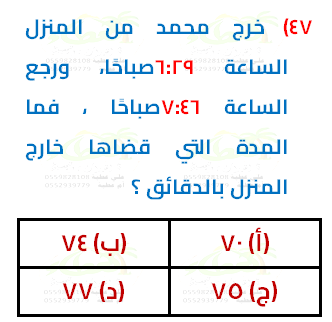 ٤٧) خرج محمد من المنزل
الساعة ٦:٢٩صباحًا، ورجع
الساعة ٧:٤٦صباحًا ، فما
المدة التي قضاها خارج
المنزل بالدقائق ؟
(أ) ٧٠ (ب) ٧٤
(ج) ٧٥ (د) ٧٧